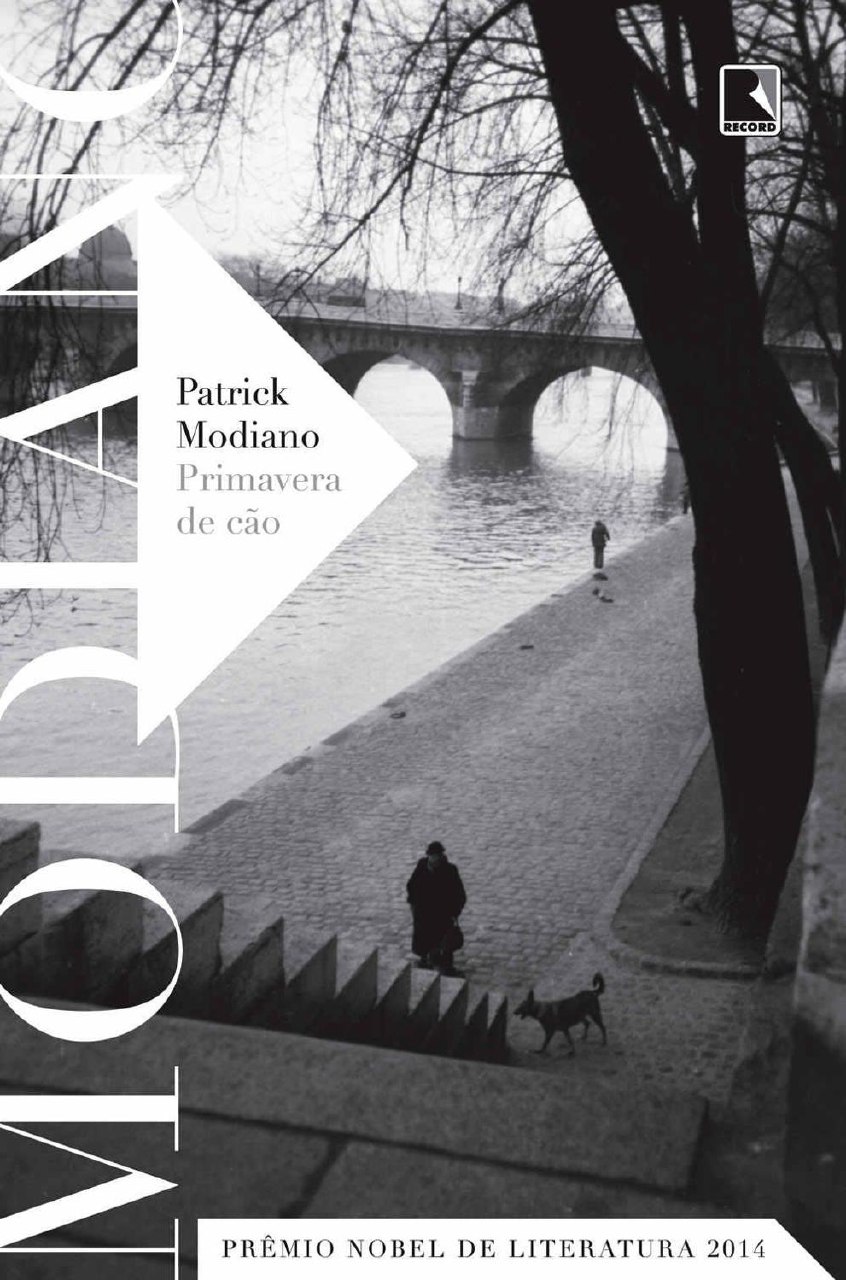 MODIANO
RECORD
Patrick
Modiano
Primavera
de cão
PRÊMIO NOBEL DE LITERATURA 2014